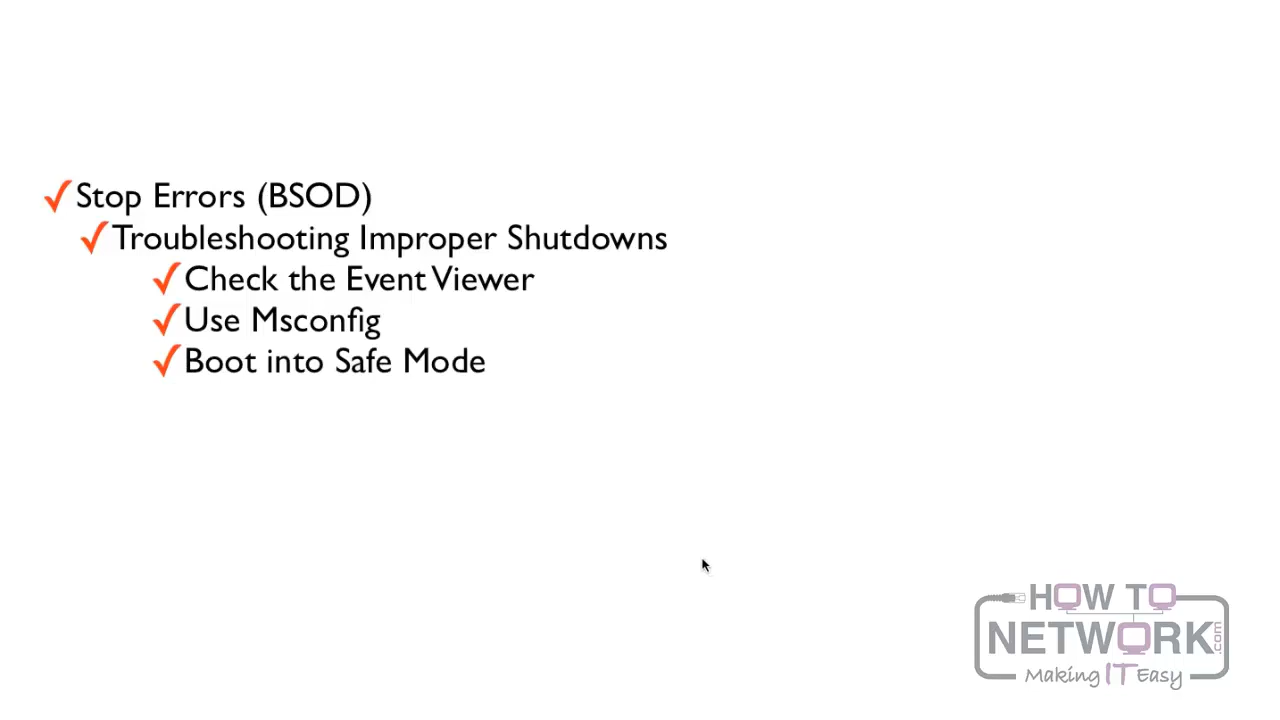 Stop Errors (BSOD)
Troubleshooting Improper Shutdowns
Check the Event Viewer
Use Msconfig
Boot into Safe Mode
HOW TO
NETWORK.com
Making IT Easy